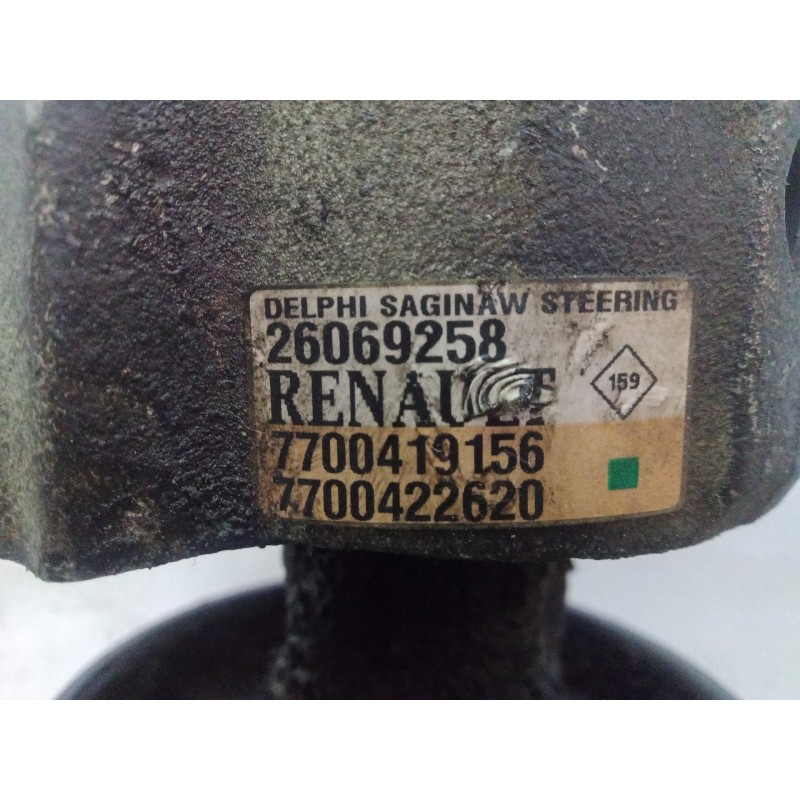 DELPHI SAGINAW STEERING
26069258
RENAULT
159
7700419156
7700422620